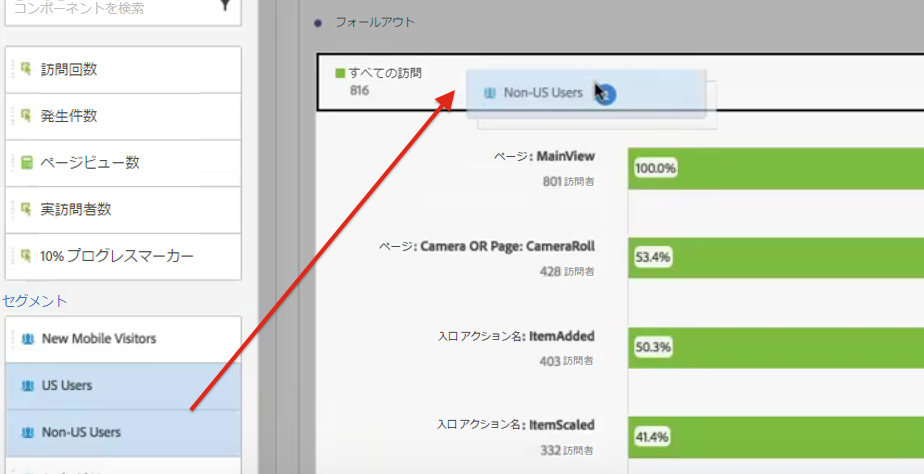 コンポーネントを検索
訪問回数
発生件数
ページビュー数
実訪問者数
10% プログレスマーカー
セグメント
New Mobile Visitors
US Users
Non-US Users
フォールアウト
すべての訪問
816
Non-US Users 2
ページ: MainView
801 訪問者
100.0%
ページ: Camera OR Page: CameraRoll
428 訪問者
53.4%
入口アクション名: ItemAdded
403 訪問者
50.3%
入口アクション名: ItemScaled
332 訪問者
41.4%